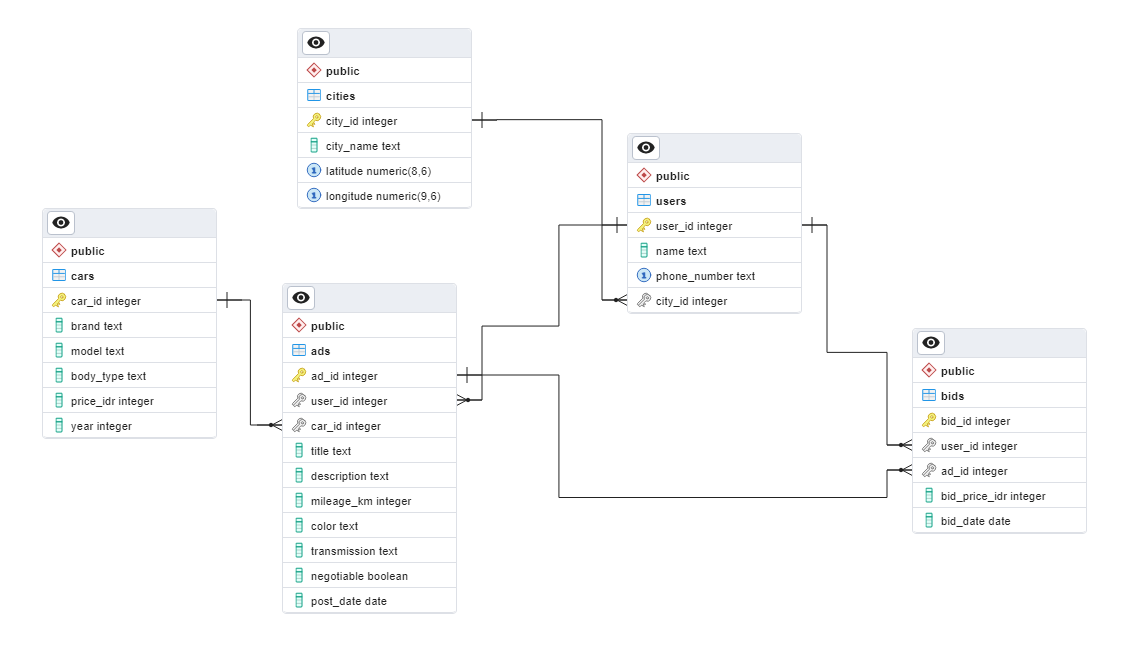 public
cities
city_id integer
city_name text
latitude numeric(8,6)
longitude numeric(9,6)
public
users
user_id integer
name text
phone_number text
city_id integer
public
cars
car_id integer
brand text
model text
body_type text
price_idr integer
year integer
public
ads
ad_id integer
user_id integer
car_id integer
title text
description text
mileage_km integer
color text
transmission text
negotiable boolean
post_date date
public
bids
bid_id integer
user_id integer
ad_id integer
bid_price_idr integer
bid_date date